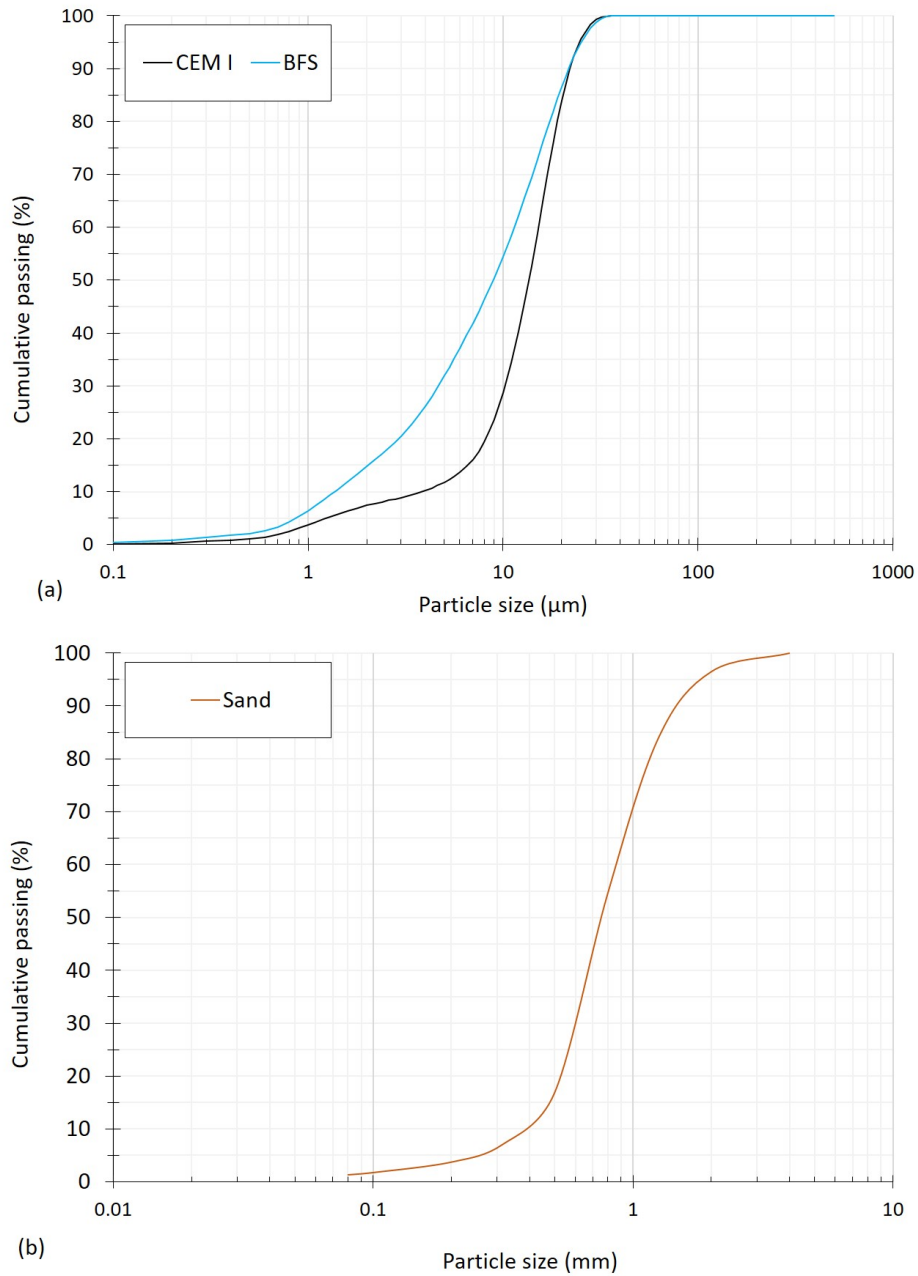 100
90
80
70
60
50
40
30
20
10
0
Cumulative passing (%)
CEM I BFS
0.1 1 10 100 1000
(a)
Particle size (µm)
100
90
80
70
60
50
40
30
20
10
0
Cumulative passing (%)
Sand
0.01 0.1 1 10
(b)
Particle size (mm)